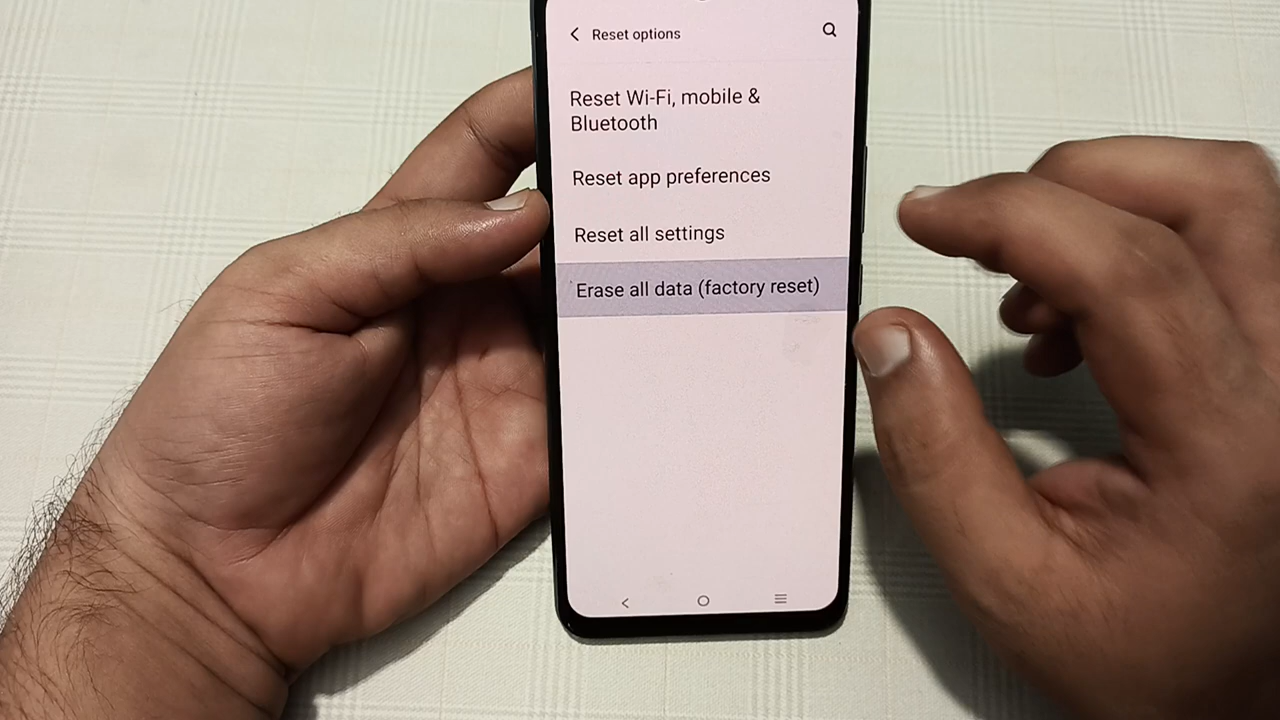 Reset options
Reset Wi-Fi, mobile &
Bluetooth
Reset app preferences
Reset all settings
Erase all data (factory reset)